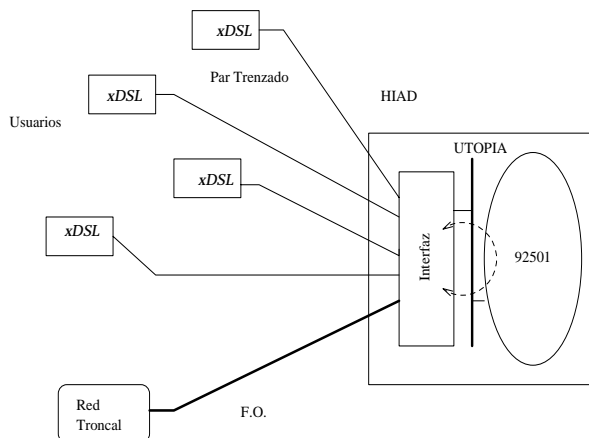 xDSL
Par Trenzado
xDSL
HIAD
Usuarios
UTOPIA
xDSL
xDSL
Interfaz
92501
Red
Troncal
F.O.